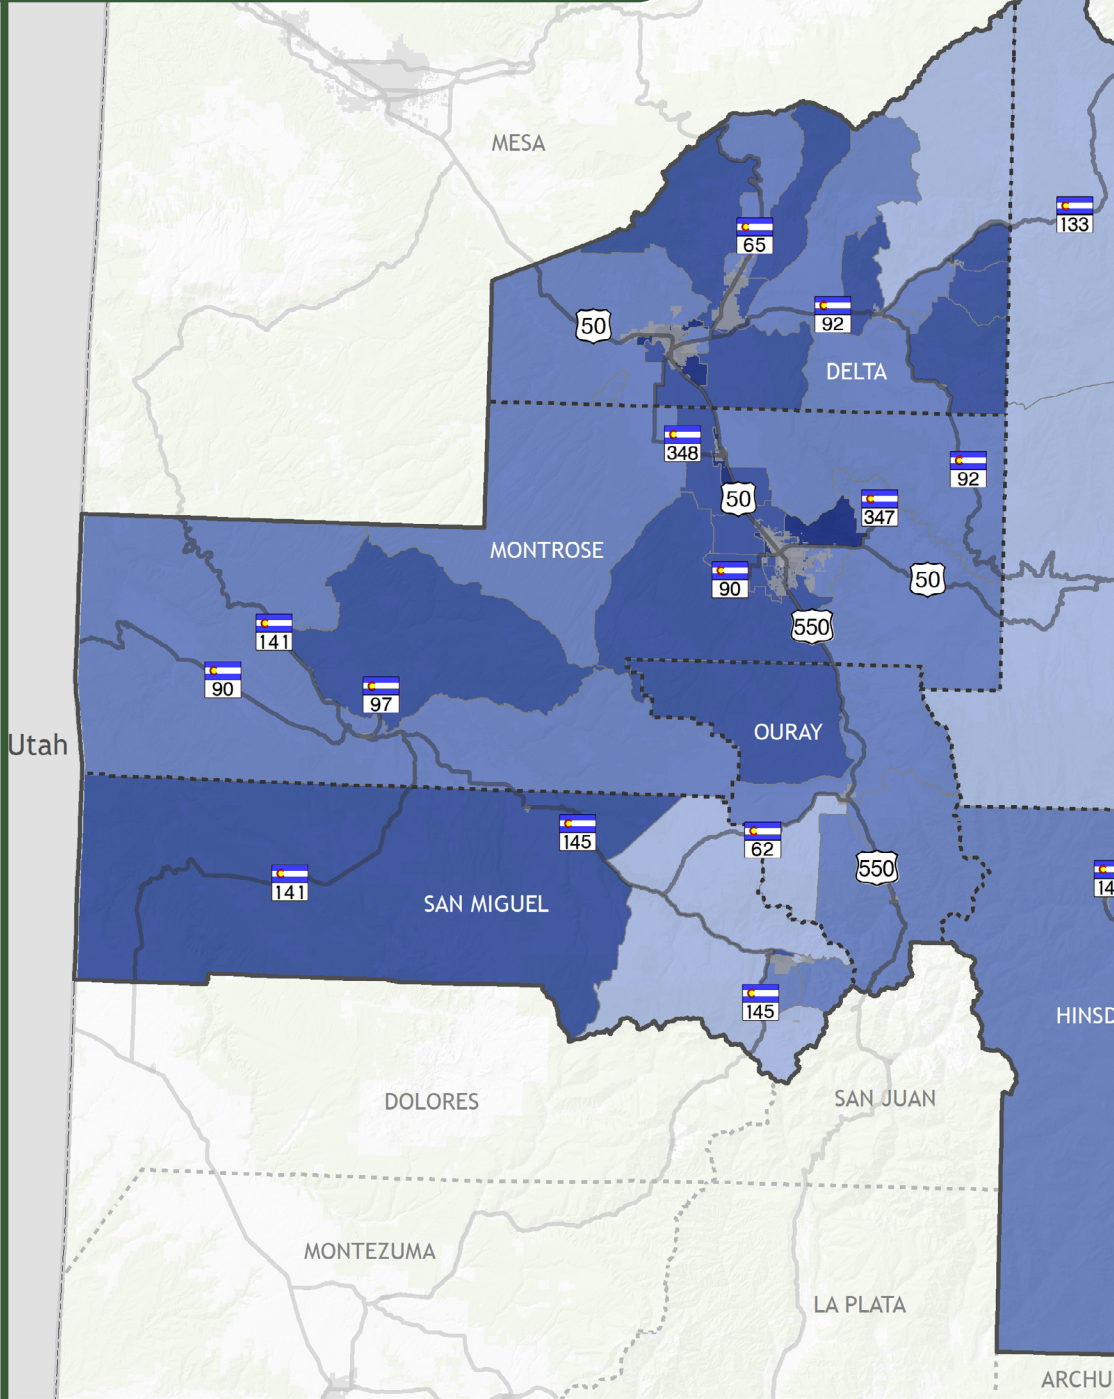 MESA
133
65
50
92
DELTA
348
92
50
347
MONTROSE
90
50
141
550
90
97
OURAY
Utah
145
62
550
141
14
SAN MIGUEL
145
HINSD
DOLORES
SAN JUAN
MONTEZUMA
LA PLATA
ARCHU